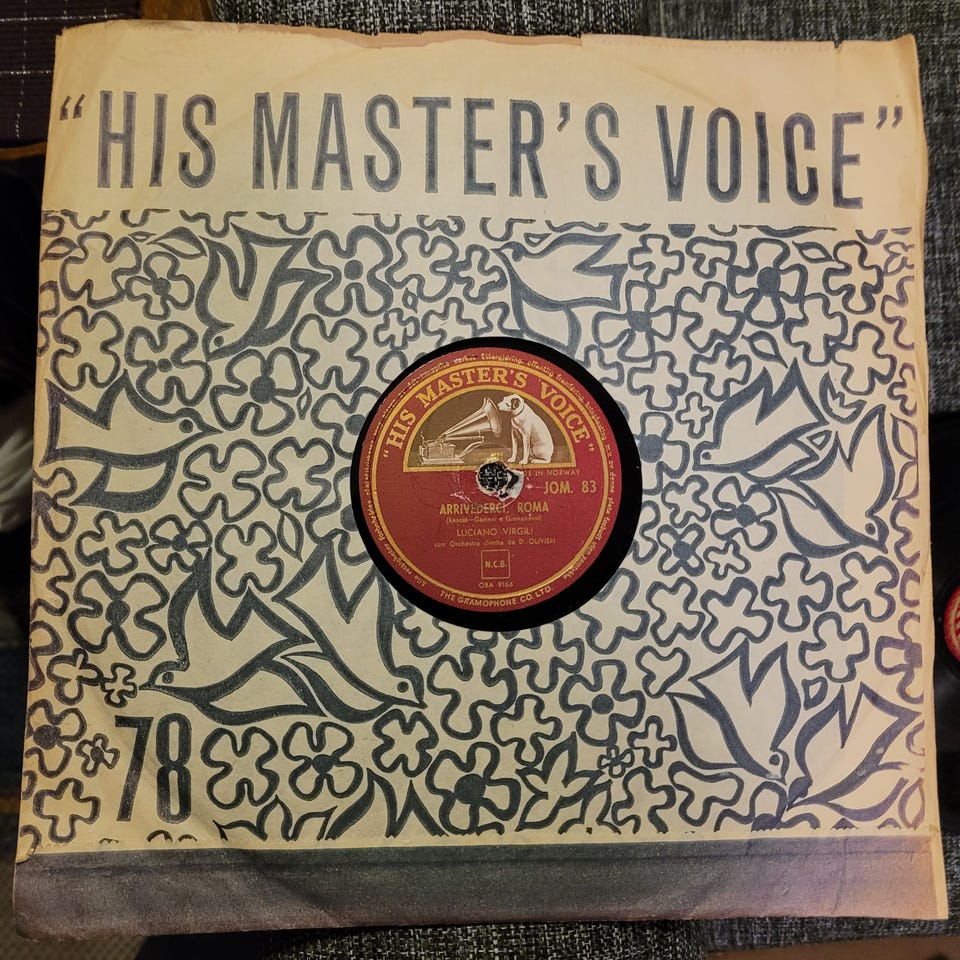 "HIS MASTER'S VOICE"
"HIS MASTER'S VOICE"
IN NORWAY
JOM. 83
ARRIVEDERCI, ROMA
(Rascel—Garinei e Giovannini)
LUCIANO VIRGILI
con Orchestra diretta da D. OLIVIERI
N.C.B.
OBA 9166
THE GRAMOPHONE CO. LTD.
78